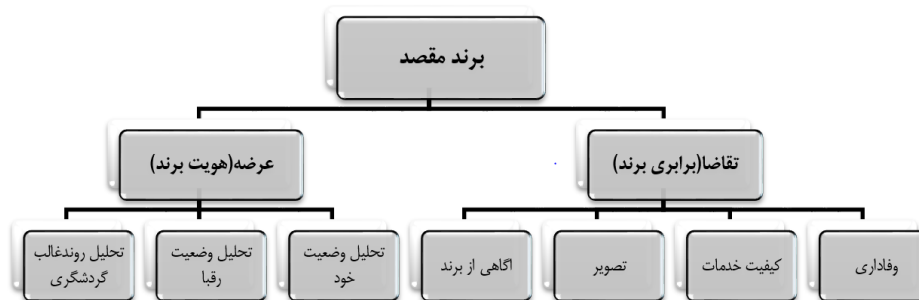 برند مقصد
تقاضا(برابری برند)
عرضه(هویت برند)
وفاداری
کیفیت خدمات
تصویر
اگاهی از برند
تحلیل وضعیت
خود
تحلیل وضعیت
رقبا
تحلیل روندغالب
گردشگری